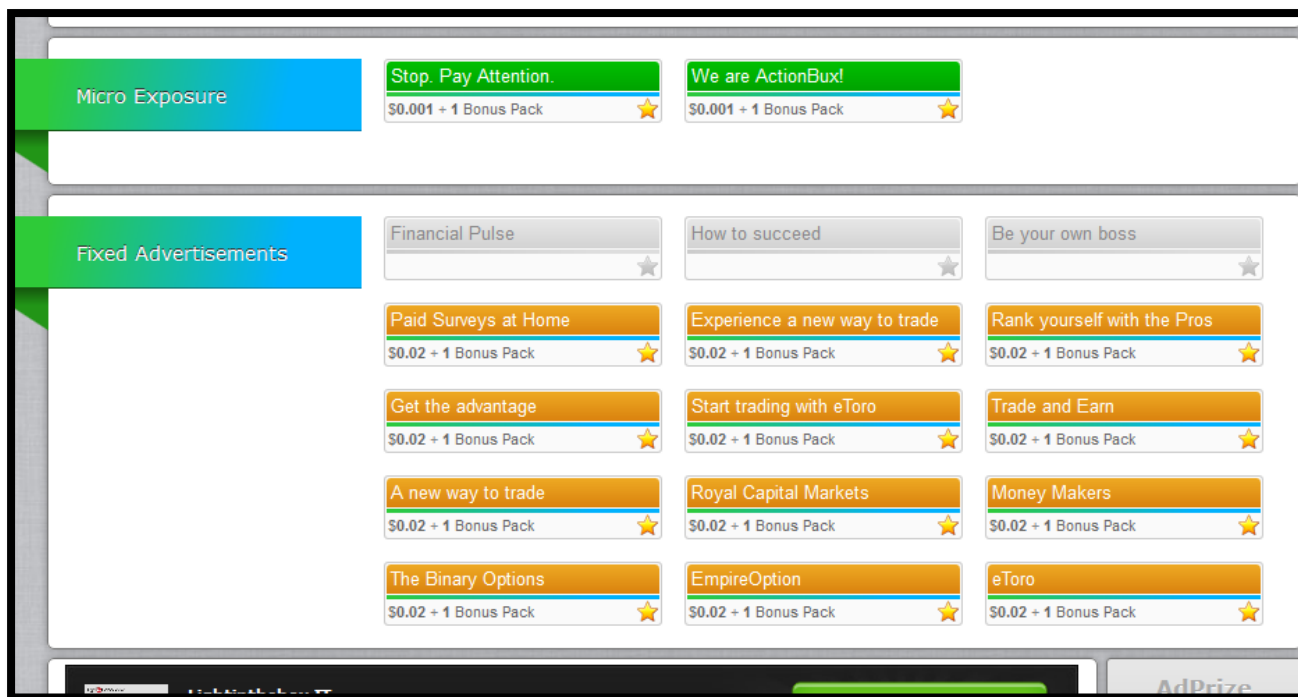 Micro Exposure
Stop. Pay Attention.
$0.001 + 1 Bonus Pack
We are ActionBux!
$0.001 + 1 Bonus Pack
Fixed Advertisements
Financial Pulse
How to succeed
Be your own boss
Paid Surveys at Home
$0.02 + 1 Bonus Pack
Experience a new way to trade
$0.02 + 1 Bonus Pack
Rank yourself with the Pros
$0.02 + 1 Bonus Pack
Get the advantage
$0.02 + 1 Bonus Pack
Start trading with eToro
$0.02 + 1 Bonus Pack
Trade and Earn
$0.02 + 1 Bonus Pack
A new way to trade
$0.02 + 1 Bonus Pack
Royal Capital Markets
$0.02 + 1 Bonus Pack
Money Makers
$0.02 + 1 Bonus Pack
The Binary Options
$0.02 + 1 Bonus Pack
EmpireOption
$0.02 + 1 Bonus Pack
eToro
$0.02 + 1 Bonus Pack
Lightinthebox IT
AdPrize